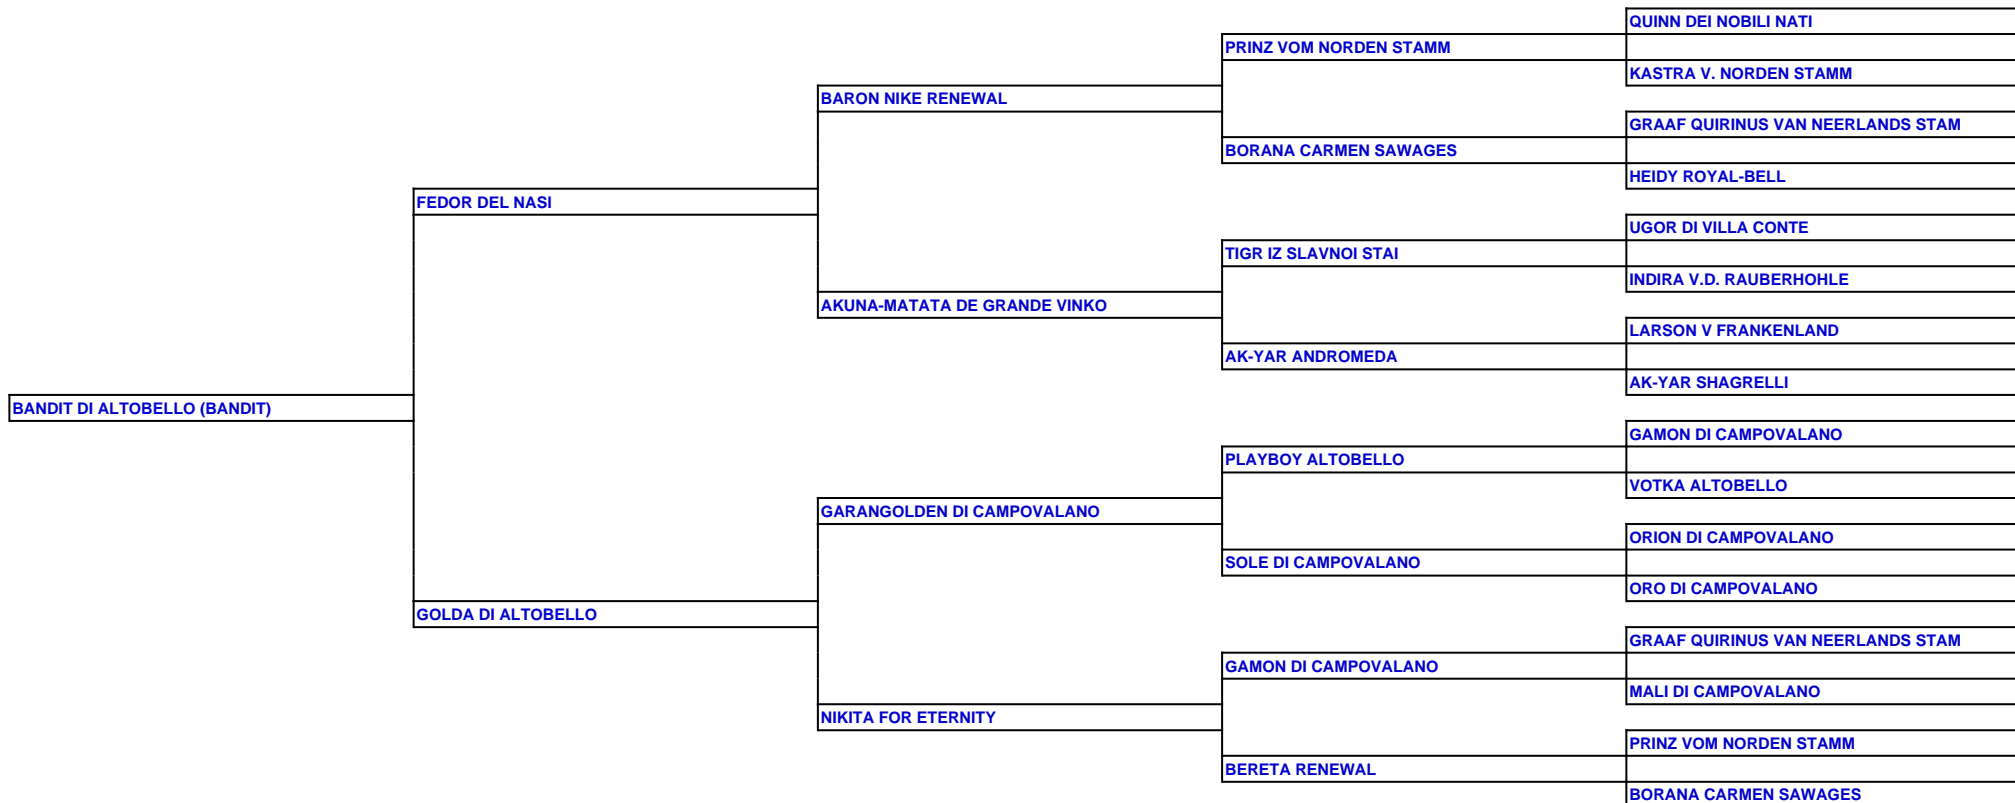 QUINN DEI NOBILI NATI
PRINZ VOM NORDEN STAMM
KASTRA V. NORDEN STAMM
BARON NIKE RENEWAL
GRAAF QUIRINUS VAN NEERLANDS STAM
BORANA CARMEN SAWAGES
HEIDY ROYAL-BELL
FEDOR DEL NASI
UGOR DI VILLA CONTE
TIGR IZ SLAVNOI STAI
INDIRA V.D. RAUBERHOHLE
AKUNA-MATATA DE GRANDE VINKO
LARSON V FRANKENLAND
AK-YAR ANDROMEDA
AK-YAR SHAGRELLI
BANDIT DI ALTOBELLO (BANDIT)
GAMON DI CAMPOVALANO
PLAYBOY ALTOBELLO
VOTKA ALTOBELLO
GARANGOLDEN DI CAMPOVALANO
ORION DI CAMPOVALANO
SOLE DI CAMPOVALANO
ORO DI CAMPOVALANO
GOLDA DI ALTOBELLO
GRAAF QUIRINUS VAN NEERLANDS STAM
GAMON DI CAMPOVALANO
MALI DI CAMPOVALANO
NIKITA FOR ETERNITY
PRINZ VOM NORDEN STAMM
BERETA RENEWAL
BORANA CARMEN SAWAGES